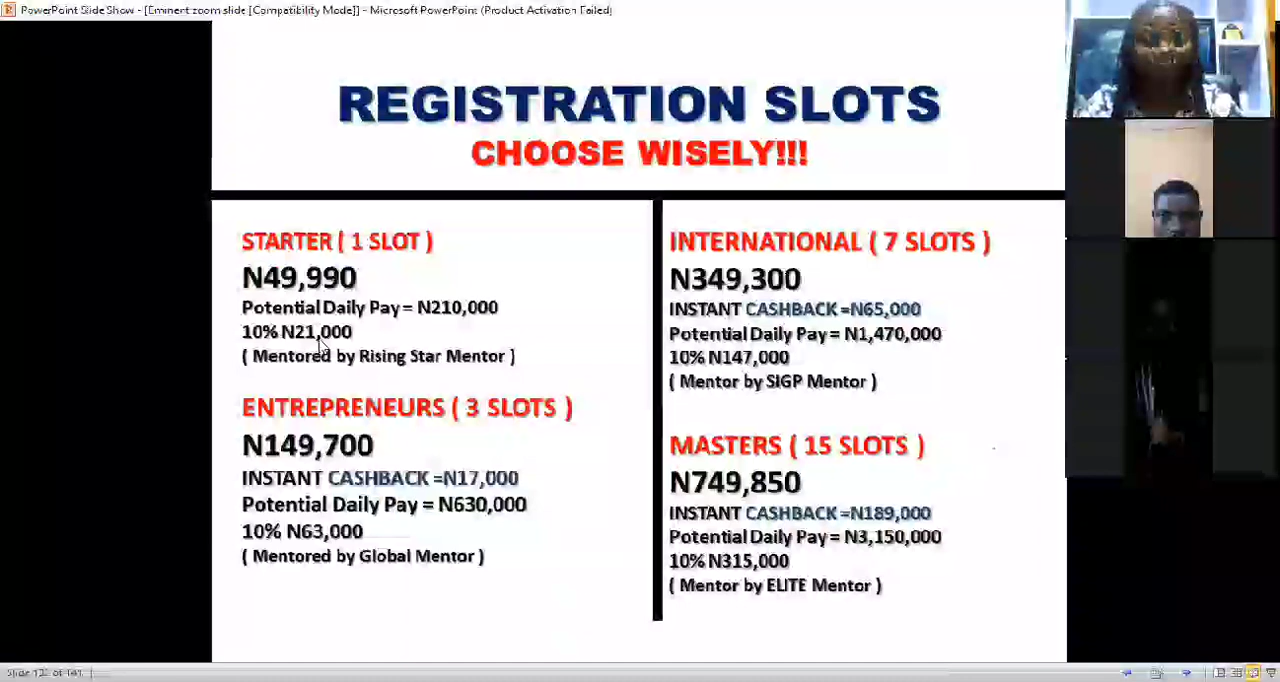 PowerPoint Slide Show - [Eminent zoom slide [Compatibility Mode]] - Microsoft PowerPoint (Product Activation Failed)
REGISTRATION SLOTS
CHOOSE WISELY!!!
STARTER ( 1 SLOT )
N49,990
Potential Daily Pay = N210,000
10% N21,000
( Mentored by Rising Star Mentor )
ENTREPRENEURS ( 3 SLOTS )
N149,700
INSTANT CASHBACK =N17,000
Potential Daily Pay = N630,000
10% N63,000
( Mentored by Global Mentor )
INTERNATIONAL ( 7 SLOTS )
N349,300
INSTANT CASHBACK =N65,000
Potential Daily Pay = N1,470,000
10% N147,000
( Mentor by SIGP Mentor )
MASTERS ( 15 SLOTS )
N749,850
INSTANT CASHBACK =N189,000
Potential Daily Pay = N3,150,000
10% N315,000
( Mentor by ELITE Mentor )
Slide of